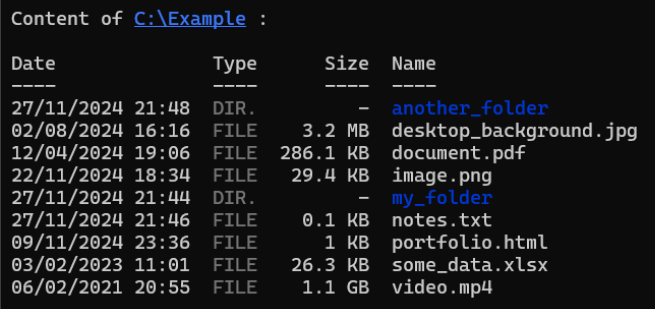 Content of C:\Example :
Date Type Size Name
---- ---- ---- ----
27/11/2024 21:48 DIR. - another_folder
02/08/2024 16:16 FILE 3.2 MB desktop_background.jpg
12/04/2024 19:06 FILE 286.1 KB document.pdf
22/11/2024 18:34 FILE 29.4 KB image.png
27/11/2024 21:44 DIR. - my_folder
27/11/2024 21:46 FILE 0.1 KB notes.txt
09/11/2024 23:36 FILE 1 KB portfolio.html
03/02/2023 11:01 FILE 26.3 KB some_data.xlsx
06/02/2021 20:55 FILE 1.1 GB video.mp4